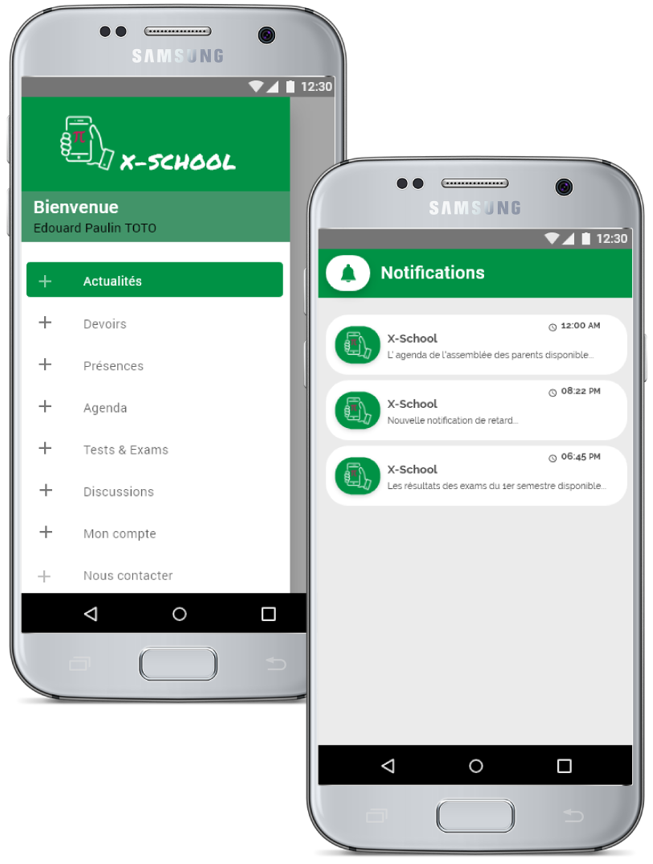 SAMSUNG
12:30
π
X-SCHOOL
Bienvenue
Edouard Paulin TOTO
+ Actualités
+ Devoirs
+ Présences
+ Agenda
+ Tests & Exams
+ Discussions
+ Mon compte
+ Nous contacter
SAMSUNG
12:30
Notifications
12:00 AM
X-School
L' agenda de l'assemblée des parents disponible...
08:22 PM
X-School
Nouvelle notification de retard...
06:45 PM
X-School
Les résultats des exams du 1er semestre disponible...